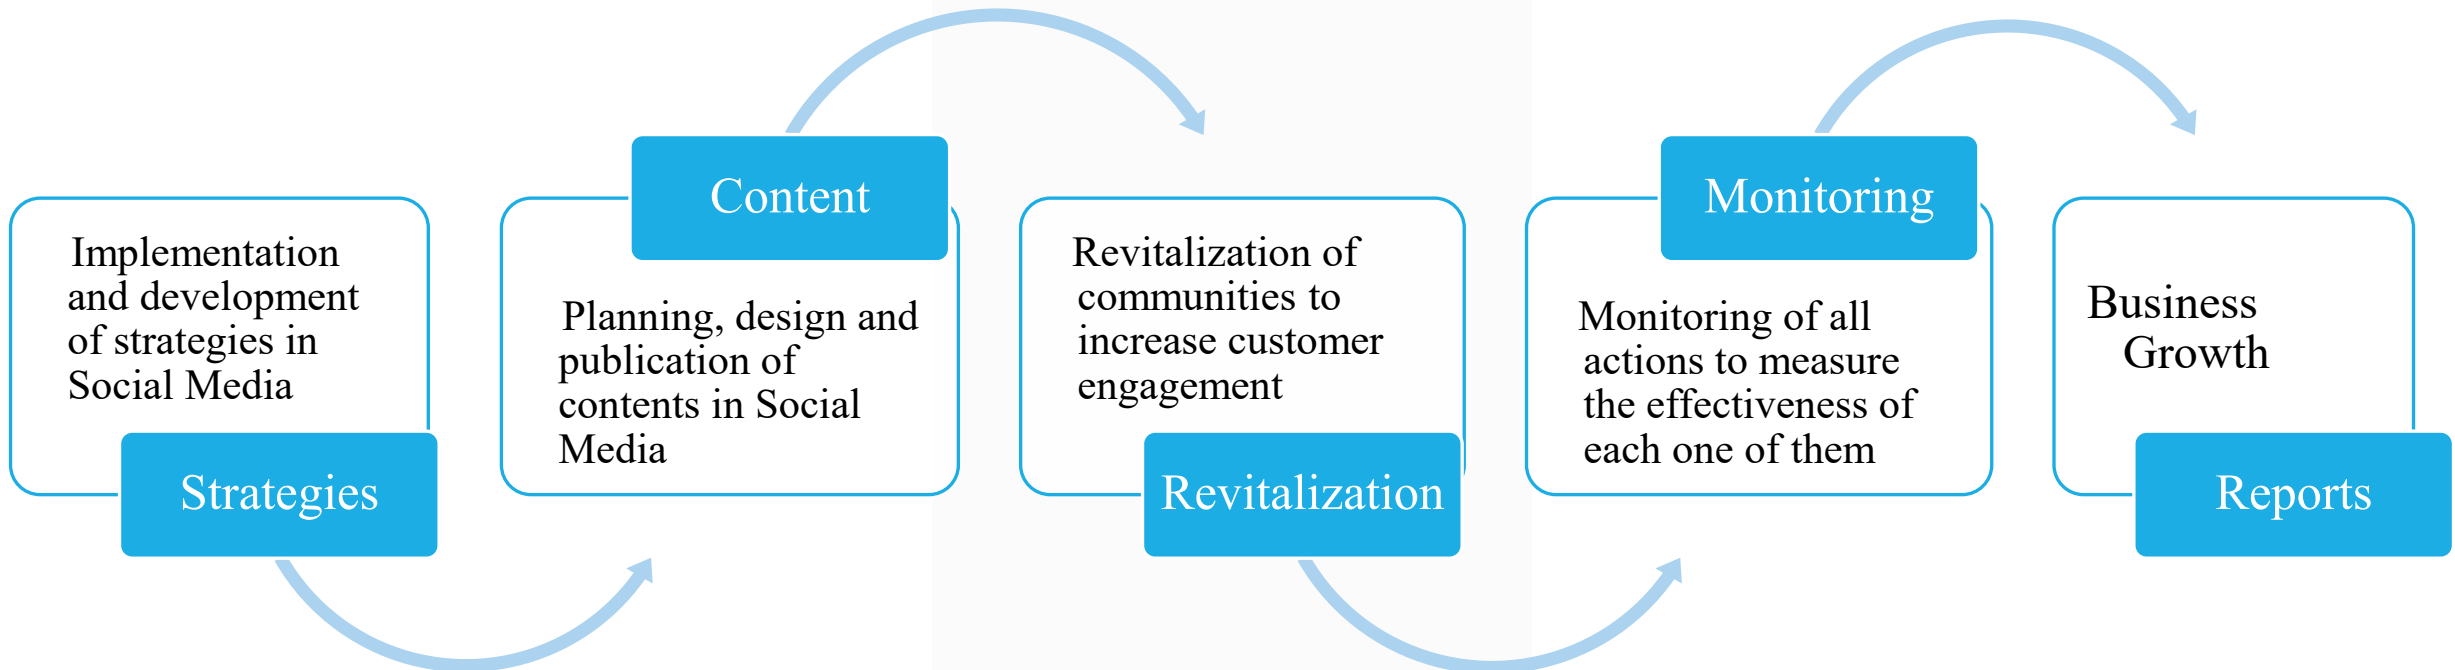 Implementation
and development
of strategies in
Social Media
Strategies
Content
Planning, design and
publication of
contents in Social
Media
Revitalization of
communities to
increase customer
engagement
Revitalization
Monitoring
Monitoring of all
actions to measure
the effectiveness of
each one of them
Business
Growth
Reports